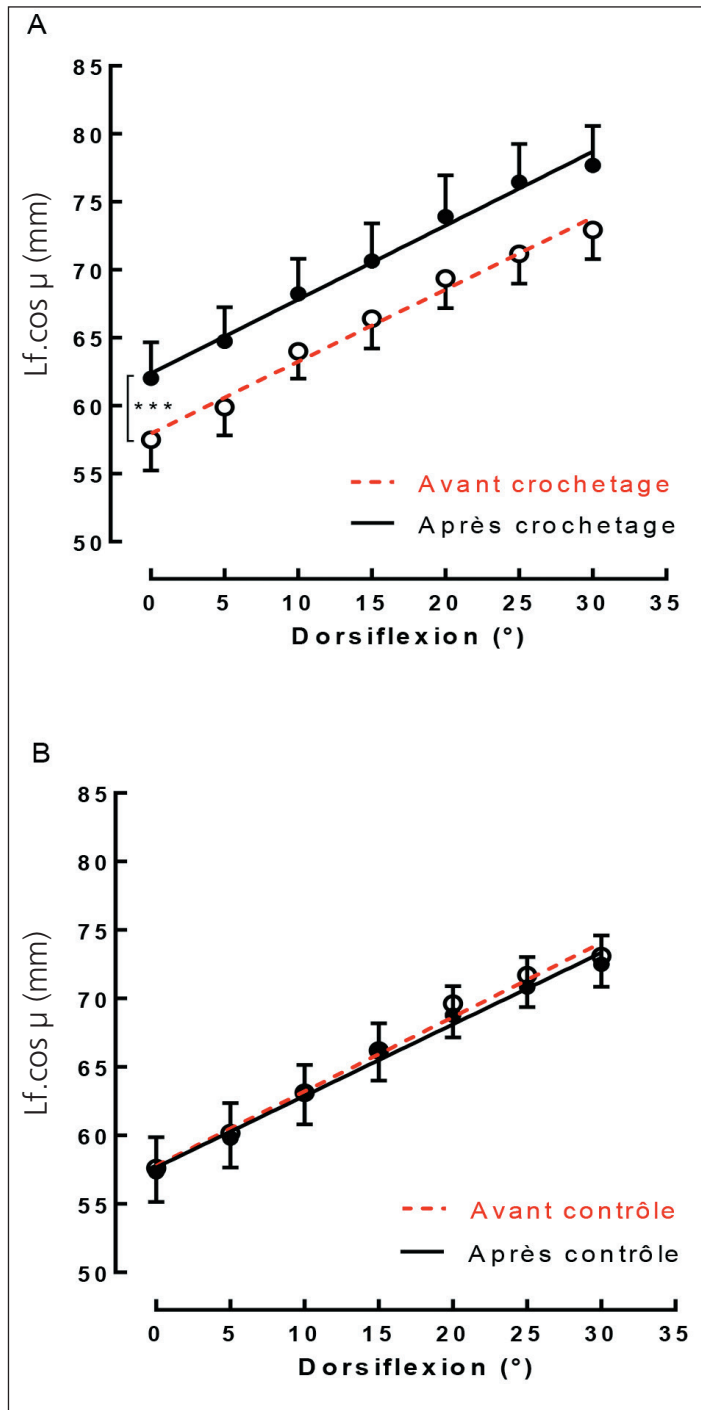 A
85
80
75
70
65
60
55
50
Lf.cos µ (mm)
***
Avant crochetage
Après crochetage
0 5 10 15 20 25 30 35
Dorsiflexion (°)
B
85
80
75
70
65
60
55
50
Lf.cos µ (mm)
Avant contrôle
Après contrôle
0 5 10 15 20 25 30 35
Dorsiflexion (°)